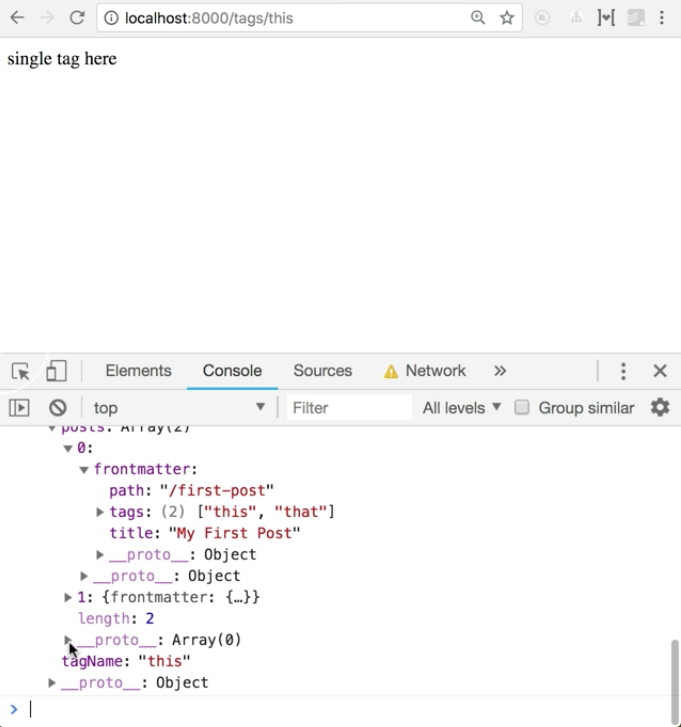 localhost:8000/tags/this
single tag here
Elements Console Sources Network »
top Filter All levels Group similar
posts: Array(2)
0:
frontmatter:
path: "/first-post"
tags: (2) ["this", "that"]
title: "My First Post"
__proto__: Object
__proto__: Object
1: {frontmatter: {…}}
length: 2
__proto__: Array(0)
tagName: "this"
__proto__: Object
>